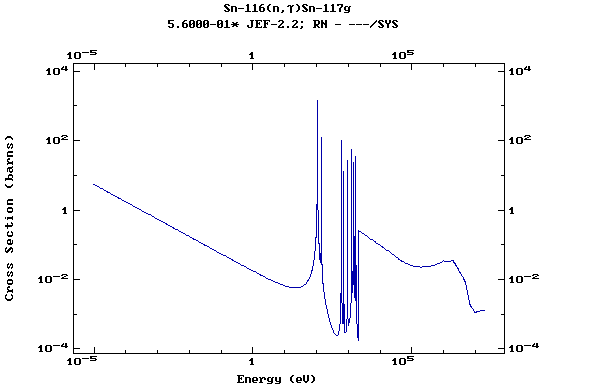 Sn-116(n,γ)Sn-117g
5.6000-01* JEF-2.2; RN - ---/SYS
10⁻⁵ 1 10⁵
10⁴ 10⁴
10² 10²
1 1
10⁻² 10⁻²
10⁻⁴ 10⁻⁴
10⁻⁵ 1 10⁵
Cross Section (barns)
Energy (eV)